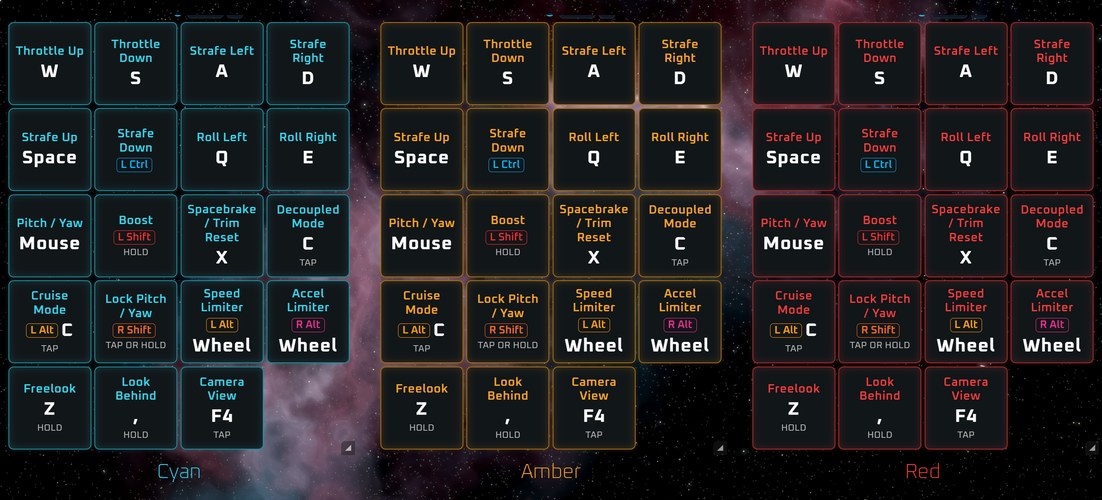 Throttle Up
W
Throttle
Down
S
Strafe Left
A
Strafe
Right
D
Strafe Up
Space
Strafe
Down
L Ctrl
Roll Left
Q
Roll Right
E
Pitch / Yaw
Mouse
Boost
L Shift
HOLD
Spacebrake
/ Trim
Reset
X
Decoupled
Mode
C
TAP
Cruise
Mode
L Alt C
TAP
Lock Pitch
/ Yaw
R Shift
TAP OR HOLD
Speed
Limiter
L Alt
Wheel
Accel
Limiter
R Alt
Wheel
Freelook
Z
HOLD
Look
Behind
,
HOLD
Camera
View
F4
TAP
Cyan
Throttle Up
W
Throttle
Down
S
Strafe Left
A
Strafe
Right
D
Strafe Up
Space
Strafe
Down
L Ctrl
Roll Left
Q
Roll Right
E
Pitch / Yaw
Mouse
Boost
L Shift
HOLD
Spacebrake
/ Trim
Reset
X
Decoupled
Mode
C
TAP
Cruise
Mode
L Alt C
TAP
Lock Pitch
/ Yaw
R Shift
TAP OR HOLD
Speed
Limiter
L Alt
Wheel
Accel
Limiter
R Alt
Wheel
Freelook
Z
HOLD
Look
Behind
,
HOLD
Camera
View
F4
TAP
Amber
Throttle Up
W
Throttle
Down
S
Strafe Left
A
Strafe
Right
D
Strafe Up
Space
Strafe
Down
L Ctrl
Roll Left
Q
Roll Right
E
Pitch / Yaw
Mouse
Boost
L Shift
HOLD
Spacebrake
/ Trim
Reset
X
Decoupled
Mode
C
TAP
Cruise
Mode
L Alt C
TAP
Lock Pitch
/ Yaw
R Shift
TAP OR HOLD
Speed
Limiter
L Alt
Wheel
Accel
Limiter
R Alt
Wheel
Freelook
Z
HOLD
Look
Behind
,
HOLD
Camera
View
F4
TAP
Red